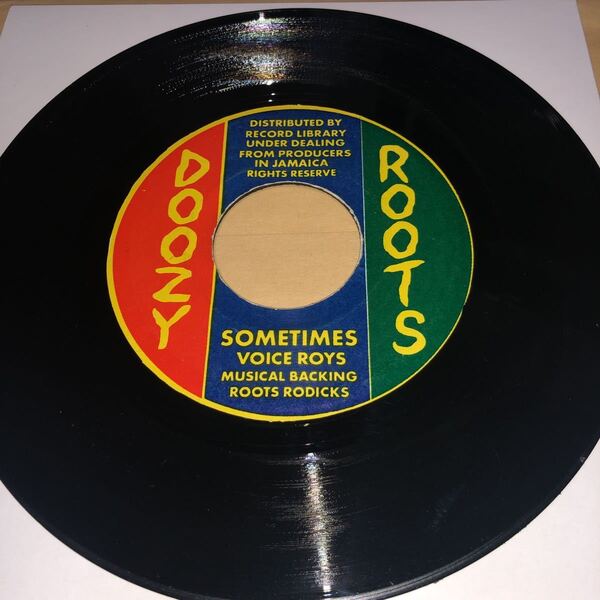 DOOZY
ROOTS
DISTRIBUTED BY
RECORD LIBRARY
UNDER DEALING
FROM PRODUCERS
IN JAMAICA
RIGHTS RESERVE
SOMETIMES
VOICE ROYS
MUSICAL BACKING
ROOTS RODICKS